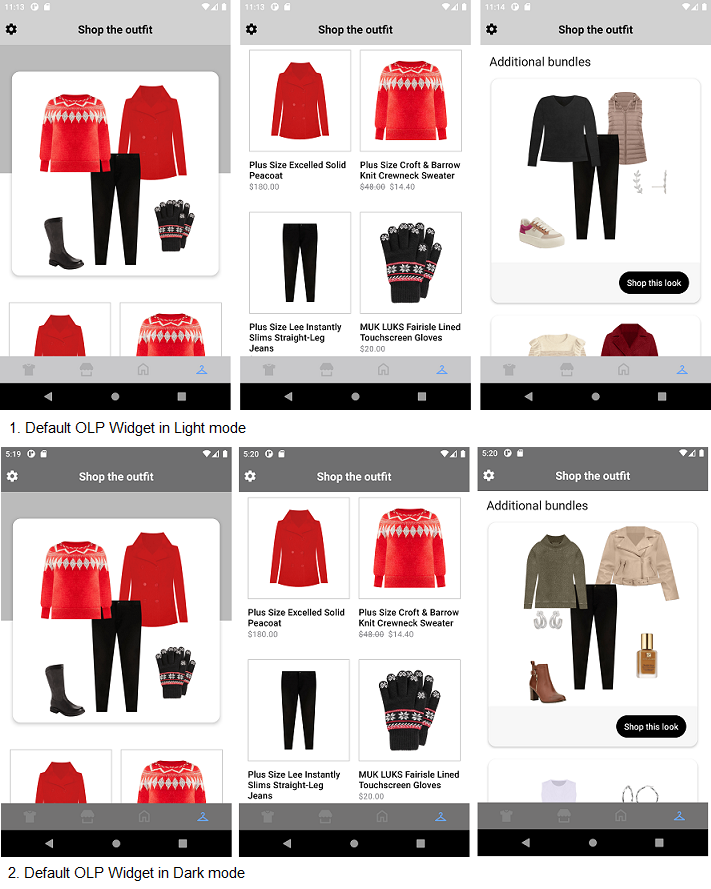 11:13
Shop the outfit
11:13
Shop the outfit
Plus Size Excelled Solid
Peacoat
$180.00
Plus Size Croft & Barrow
Knit Crewneck Sweater
$48.00 $14.40
Plus Size Lee Instantly
Slims Straight-Leg
Jeans
MUK LUKS Fairisle Lined
Touchscreen Gloves
$20.00
11:14
Shop the outfit
Additional bundles
Shop this look
1. Default OLP Widget in Light mode
5:19
Shop the outfit
5:20
Shop the outfit
Plus Size Excelled Solid
Peacoat
$180.00
Plus Size Croft & Barrow
Knit Crewneck Sweater
$48.00 $14.40
Plus Size Lee Instantly
Slims Straight-Leg
Jeans
MUK LUKS Fairisle Lined
Touchscreen Gloves
$20.00
5:20
Shop the outfit
Additional bundles
Shop this look
2. Default OLP Widget in Dark mode